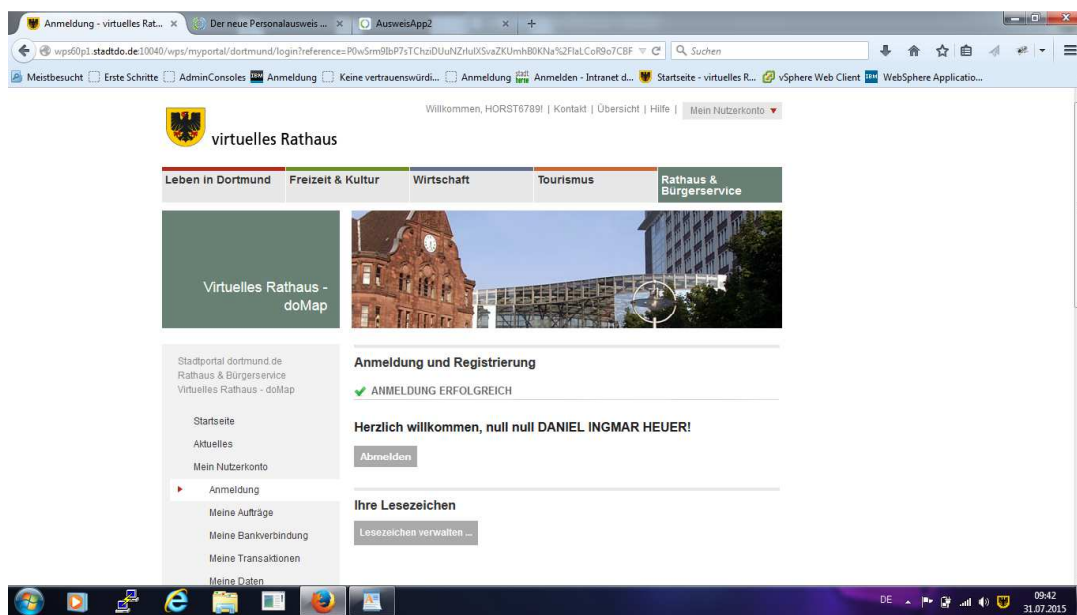 Anmeldung - virtuelles Rat...
Der neue Personalausweis ...
AusweisApp2
wps60p1.stadtdo.de:10040/wps/myportal/dortmund/login?reference=
Suchen
Meistbesucht Erste Schritte AdminConsoles Anmeldung Keine vertrauenswürdi... Anmeldung Anmelden - Intranet d... Startseite - virtuelles R... vSphere Web Client WebSphere Applicatio...
Willkommen, HORST6789! | Kontakt | Übersicht | Hilfe | Mein Nutzerkonto
virtuelles Rathaus
Leben in Dortmund Freizeit & Kultur Wirtschaft Tourismus Rathaus &
Bürgerservice
Virtuelles Rathaus -
doMap
Stadtportal dortmund.de
Rathaus & Bürgerservice
Virtuelles Rathaus - doMap
Startseite
Aktuelles
Mein Nutzerkonto
Anmeldung
Meine Aufträge
Meine Bankverbindung
Meine Transaktionen
Meine Daten
Anmeldung und Registrierung
ANMELDUNG ERFOLGREICH
Herzlich willkommen, null null DANIEL INGMAR HEUER!
Abmelden
Ihre Lesezeichen
Lesezeichen verwalten ...
DE
09:42
31.07.2015